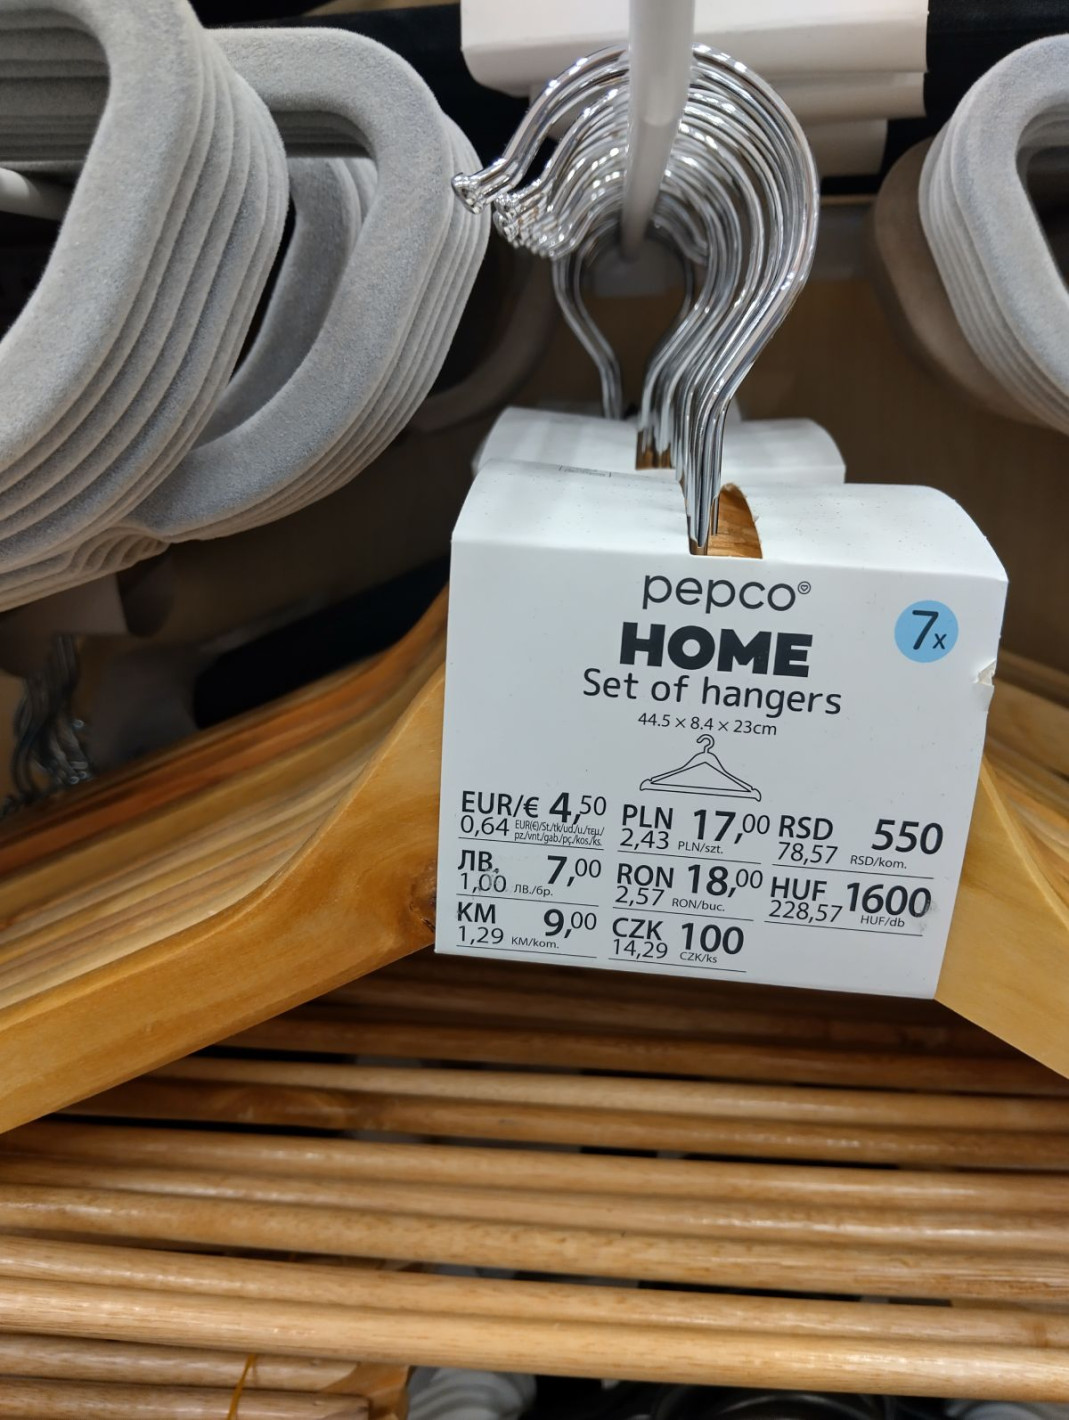 pepco
HOME
Set of hangers
44.5 × 8.4 × 23cm
7x
EUR/€ 4,50
0,64 EUR(€)/St./tk/ud./u./τεμ./
pz./vnt./gab./pç./kos./ks.
PLN 17,00
2,43 PLN/szt.
RSD 550
78,57 RSD/kom.
ЛВ. 7,00
1,00 ЛВ./бр.
RON 18,00
2,57 RON/buc.
HUF 1600
228,57 HUF/db
KM 9,00
1,29 KM/kom.
CZK 100
14,29 CZK/ks